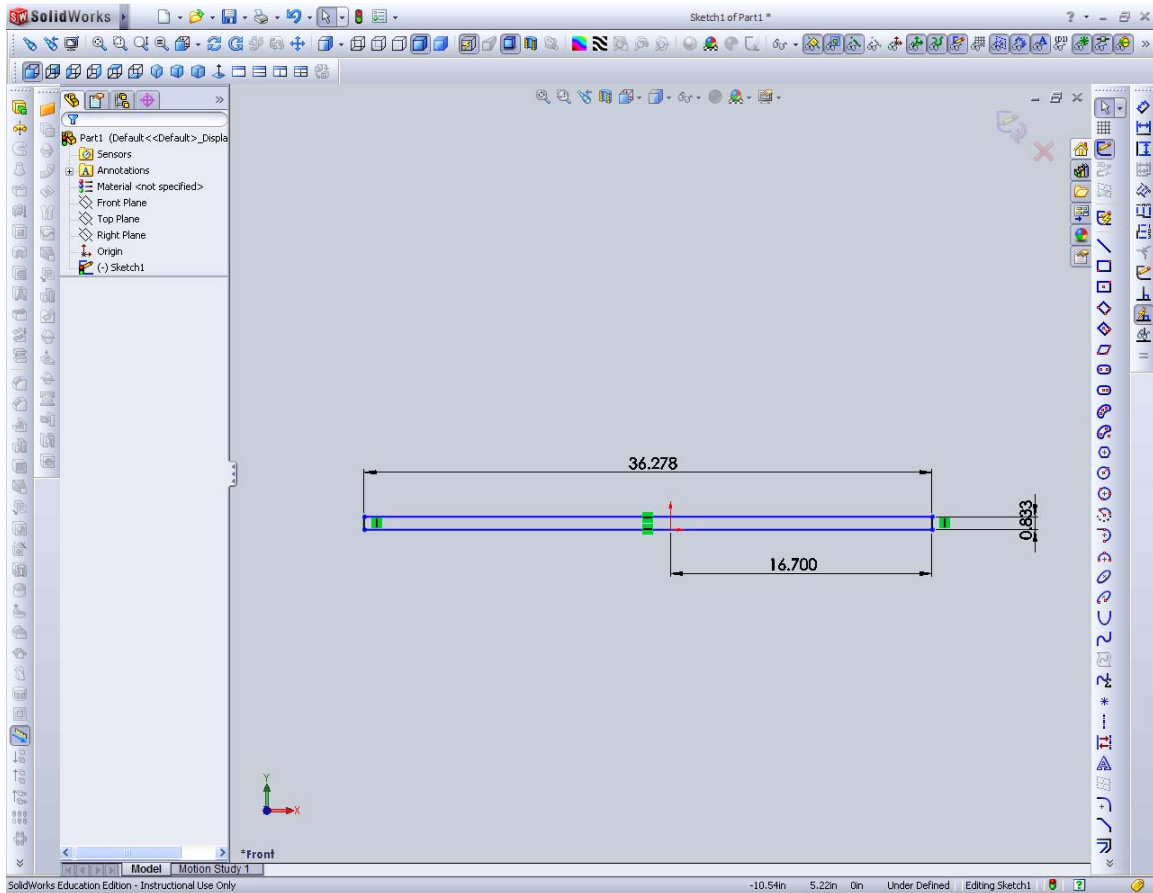 SolidWorks
Sketch1 of Part1 *
Part1 (Default<<Default>_Displa
Sensors
Annotations
Material <not specified>
Front Plane
Top Plane
Right Plane
Origin
(-) Sketch1
36.278
0.833
16.700
Y
X
*Front
Model
Motion Study 1
SolidWorks Education Edition - Instructional Use Only
-10.54in
5.22in
0in
Under Defined
Editing Sketch1